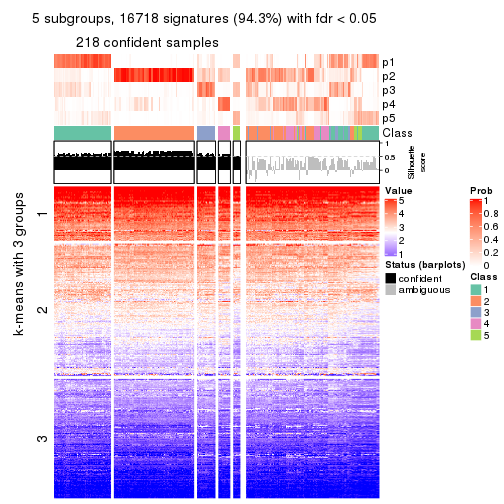 5 subgroups, 16718 signatures (94.3%) with fdr < 0.05
218 confident samples
p1
p2
p3
p4
p5
Class
1
0.5
0
Silhouette
score
k-means with 3 groups
1
2
3
Value
5
4
3
2
1
Status (barplots)
confident
ambiguous
Prob
1
0.8
0.6
0.4
0.2
0
Class
1
2
3
4
5